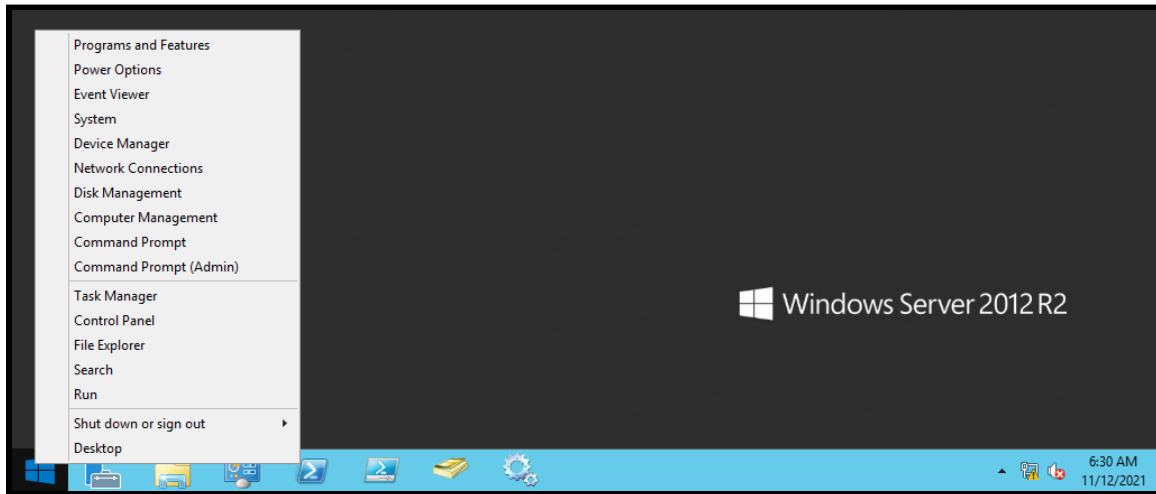 Programs and Features
Power Options
Event Viewer
System
Device Manager
Network Connections
Disk Management
Computer Management
Command Prompt
Command Prompt (Admin)
Task Manager
Control Panel
File Explorer
Search
Run
Shut down or sign out
Desktop
Windows Server 2012 R2
6:30 AM
11/12/2021